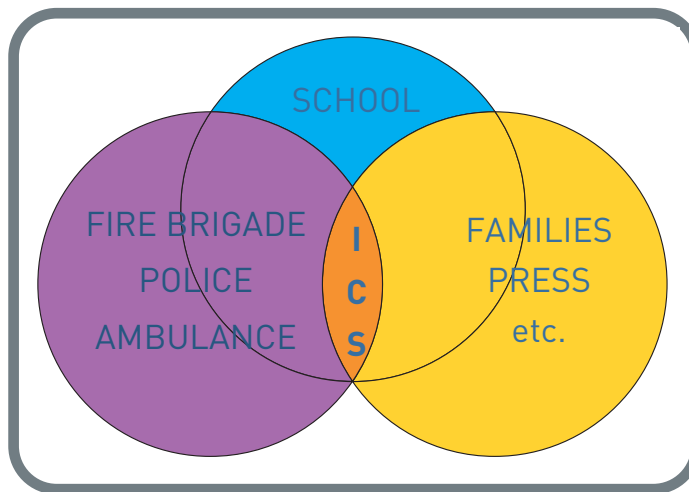 SCHOOL
FIRE BRIGADE
POLICE
AMBULANCE
I
C
S
FAMILIES
PRESS
etc.